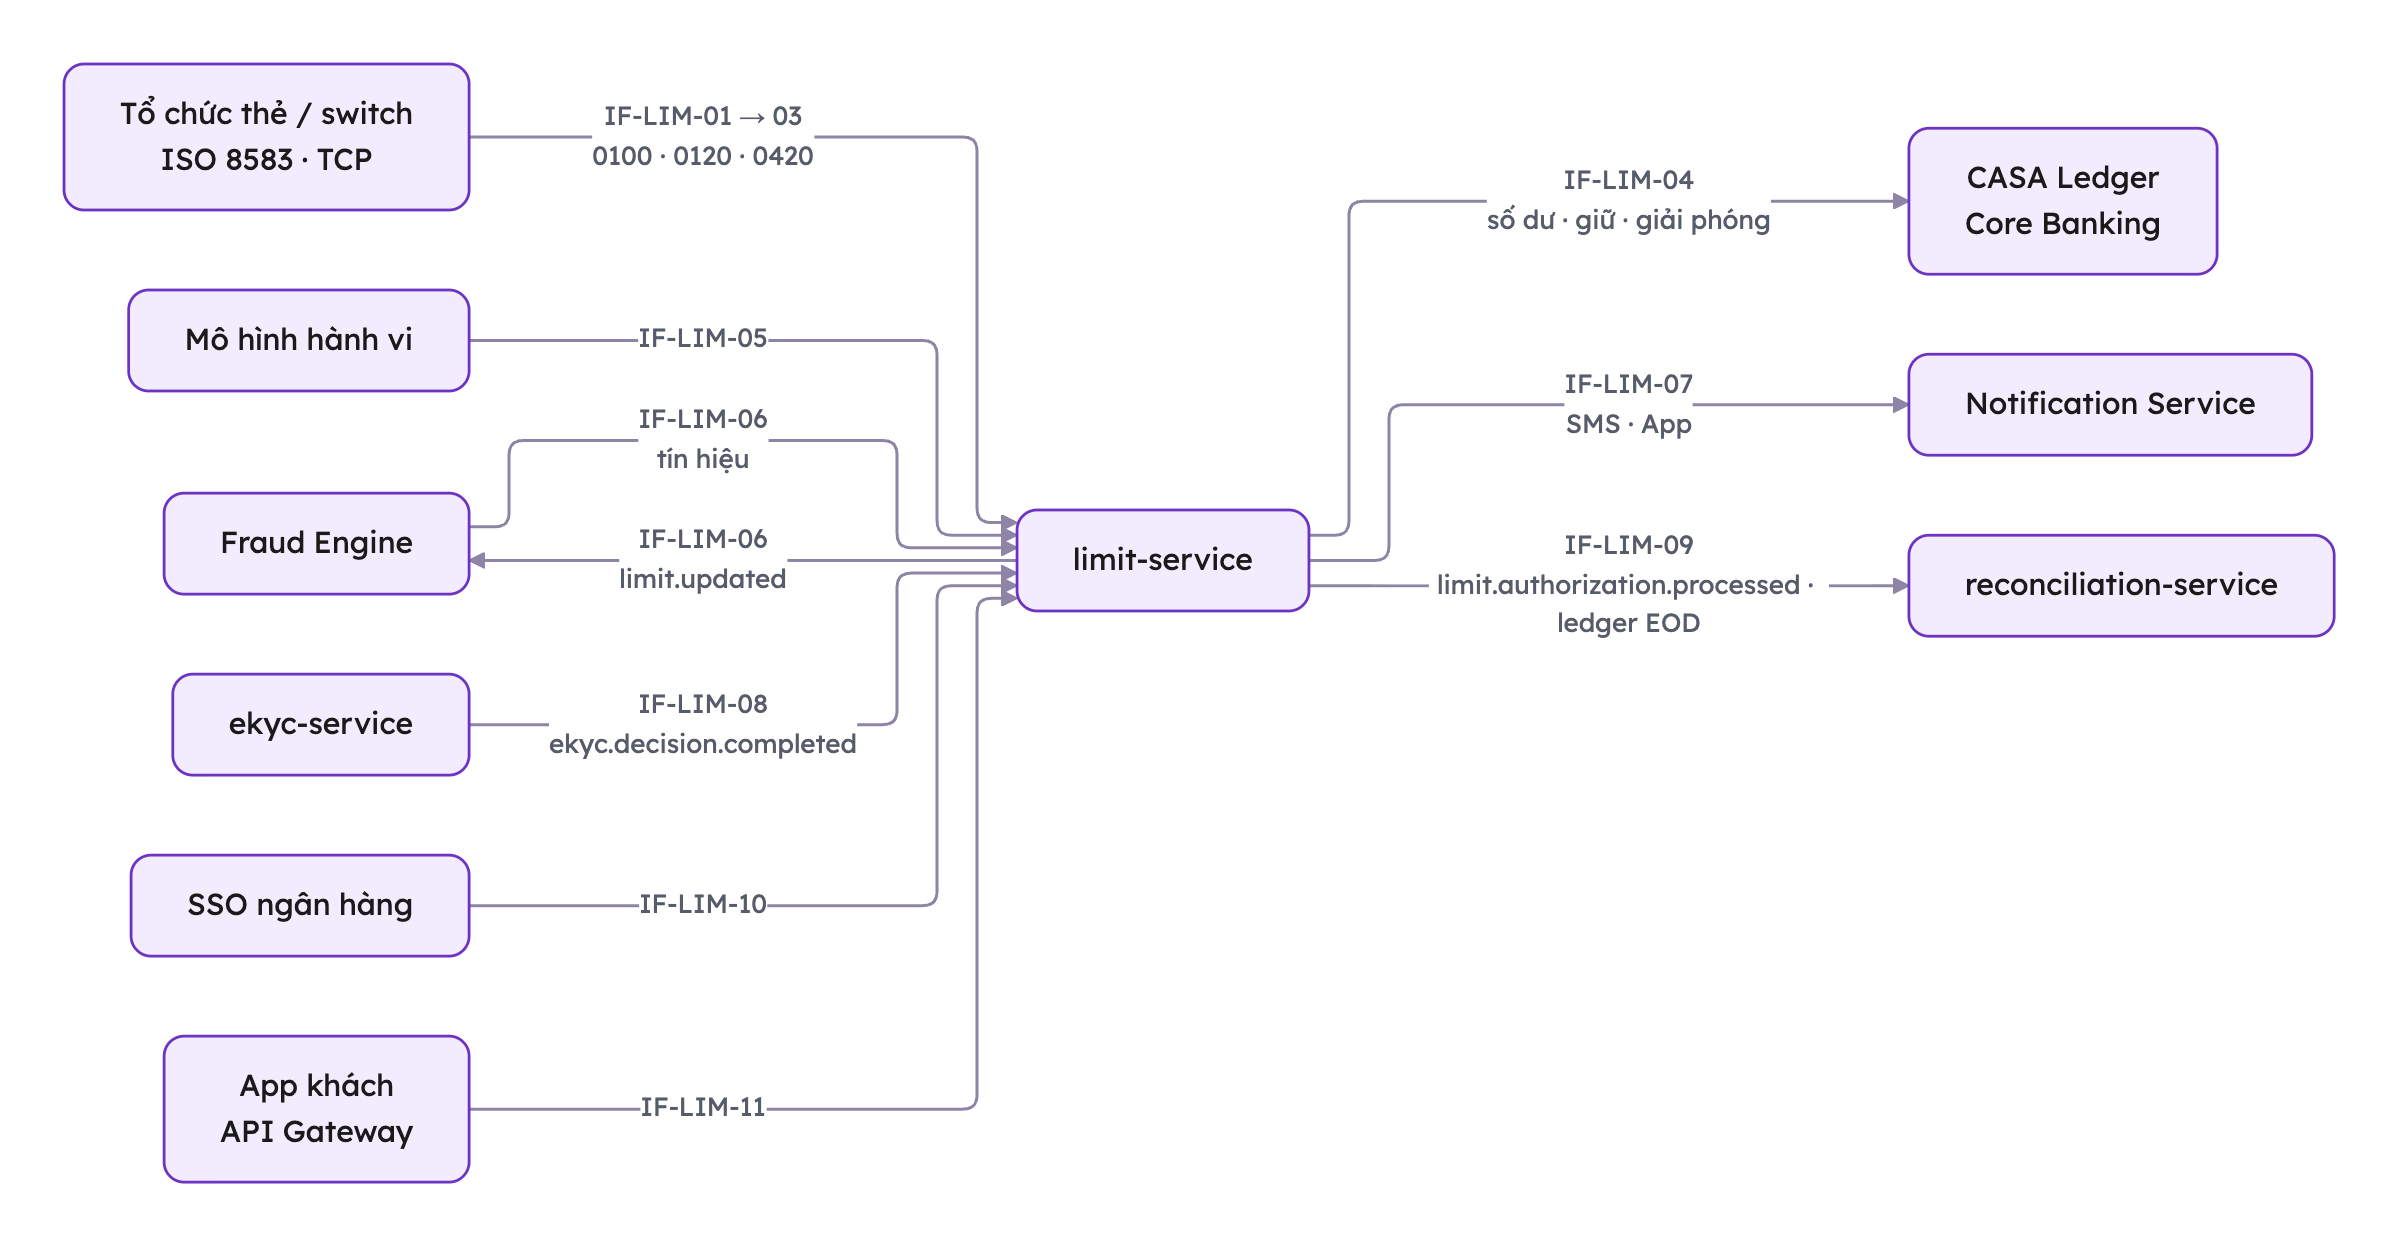 Tổ chức thẻ / switch
ISO 8583 · TCP
IF-LIM-01 → 03
0100 · 0120 · 0420
IF-LIM-04
số dư · giữ · giải phóng
CASA Ledger
Core Banking
Mô hình hành vi
IF-LIM-05
IF-LIM-07
SMS · App
Notification Service
IF-LIM-06
tín hiệu
Fraud Engine
IF-LIM-06
limit.updated
limit-service
IF-LIM-09
limit.authorization.processed ·
ledger EOD
reconciliation-service
ekyc-service
IF-LIM-08
ekyc.decision.completed
SSO ngân hàng
IF-LIM-10
App khách
API Gateway
IF-LIM-11